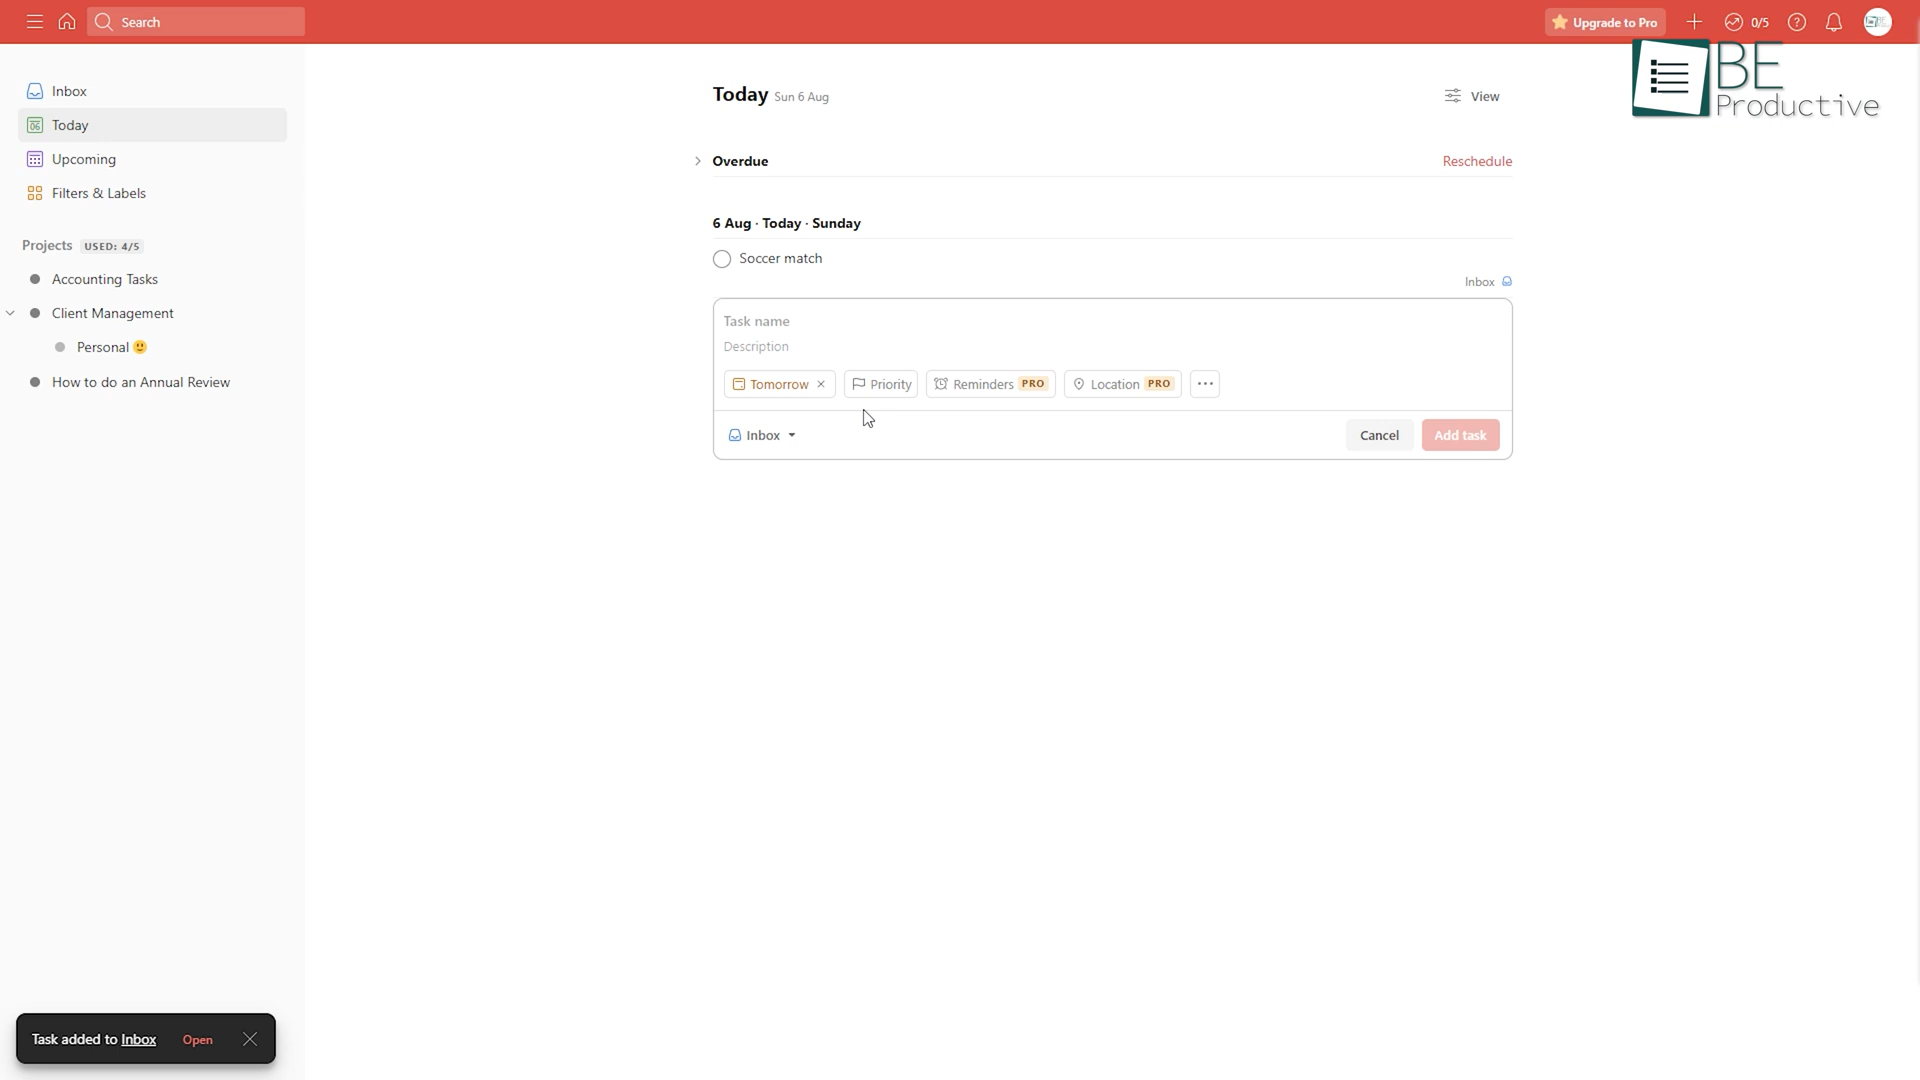 Search
Upgrade to Pro
0/5
BE
Productive
Inbox
Today
Upcoming
Filters & Labels
Projects USED: 4/5
Accounting Tasks
Client Management
Personal 🙂
How to do an Annual Review
Today Sun 6 Aug
View
Overdue
Reschedule
6 Aug · Today · Sunday
Soccer match
Inbox
Task name
Description
Tomorrow
Priority
Reminders PRO
Location PRO
Inbox
Cancel
Add task
Task added to Inbox
Open